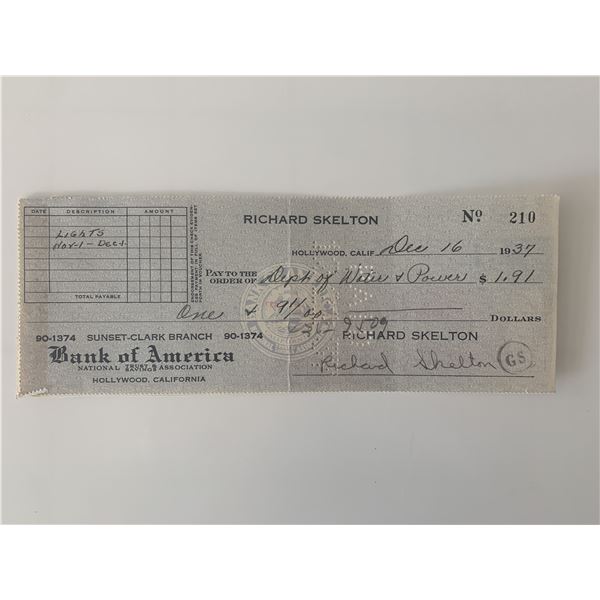 DATE DESCRIPTION AMOUNT
LIGHTS
Nov-1 - Dec-1.
TOTAL PAYABLE
RICHARD SKELTON
Nº 210
HOLLYWOOD, CALIF. Dec 16 1937
PAY TO THE ORDER OF Dept of Water & Power $ 1.91
One & 91/00 DOLLARS
90-1374 SUNSET-CLARK BRANCH 90-1374
Bank of America
NATIONAL TRUST & SAVINGS ASSOCIATION
HOLLYWOOD, CALIFORNIA
RICHARD SKELTON
Richard Skelton
GS